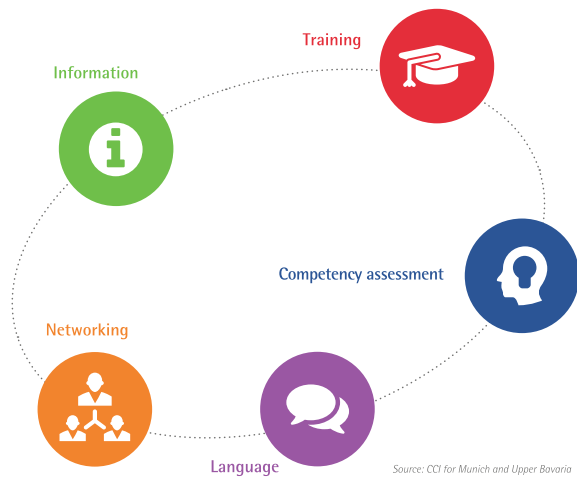 Training
Information
Competency assessment
Networking
Language
Source: CCI for Munich and Upper Bavaria